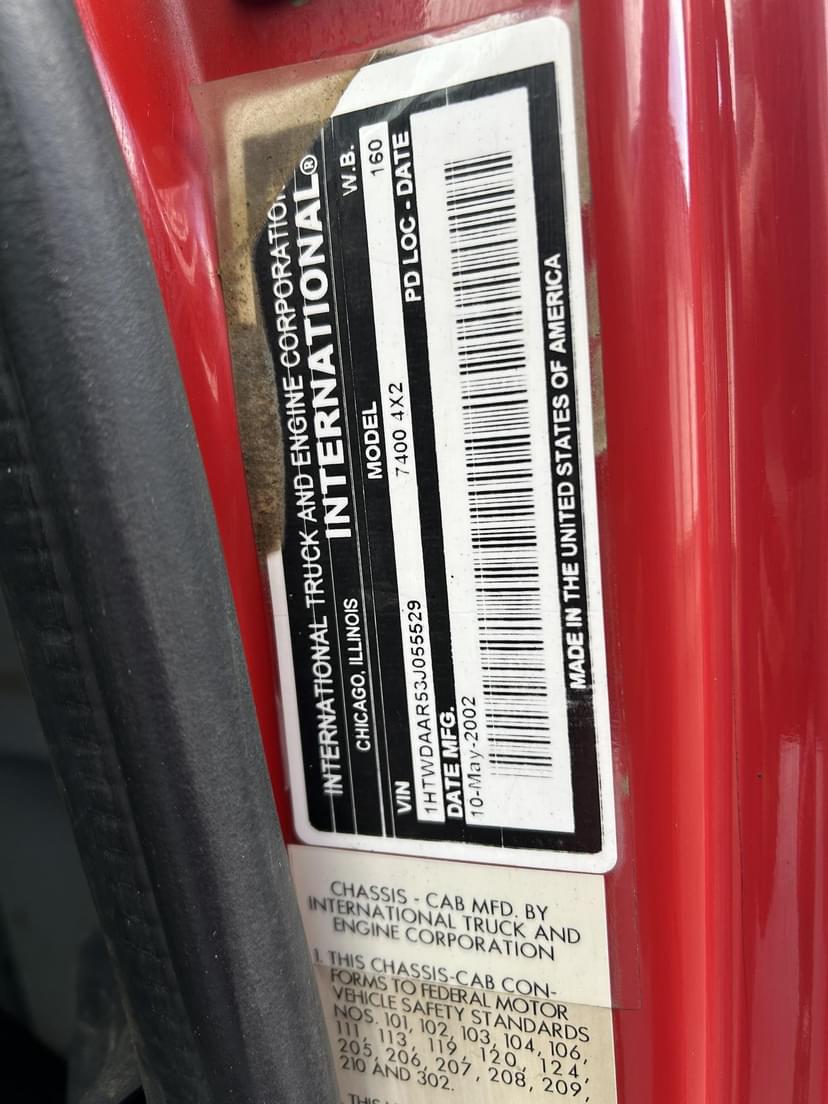 INTERNATIONAL TRUCK AND ENGINE CORPORATION
INTERNATIONAL®
CHICAGO, ILLINOIS
MODEL
W.B.
7400 4X2
160
VIN
1HTWDAAR53J055529
PD LOC - DATE
DATE MFG.
10-May-2002
MADE IN THE UNITED STATES OF AMERICA
CHASSIS - CAB MFD. BY
INTERNATIONAL TRUCK AND
ENGINE CORPORATION
1. THIS CHASSIS-CAB CON-
FORMS TO FEDERAL MOTOR
VEHICLE SAFETY STANDARDS
NOS. 101, 102, 103, 104, 106,
111, 113, 119, 120, 124,
205, 206, 207, 208, 209,
210 AND 302.